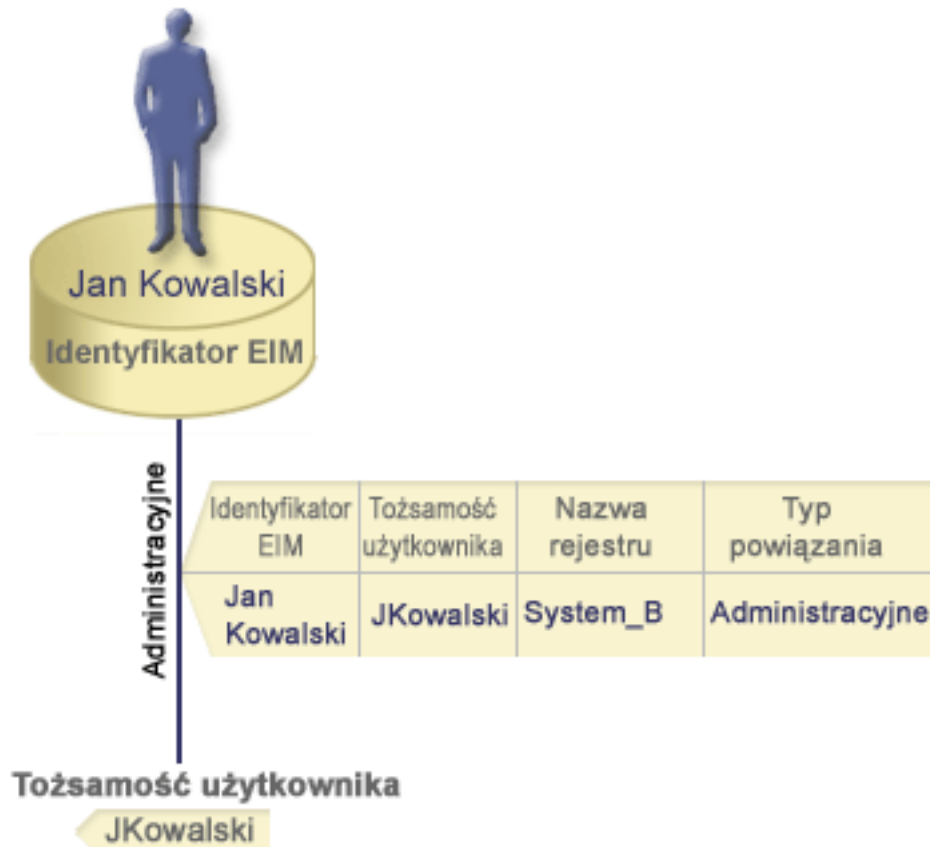 Jan Kowalski
Identyfikator EIM
Administracyjne
Identyfikator EIM
Tożsamość użytkownika
Nazwa rejestru
Typ powiązania
Jan Kowalski
JKowalski
System_B
Administracyjne
Tożsamość użytkownika
JKowalski